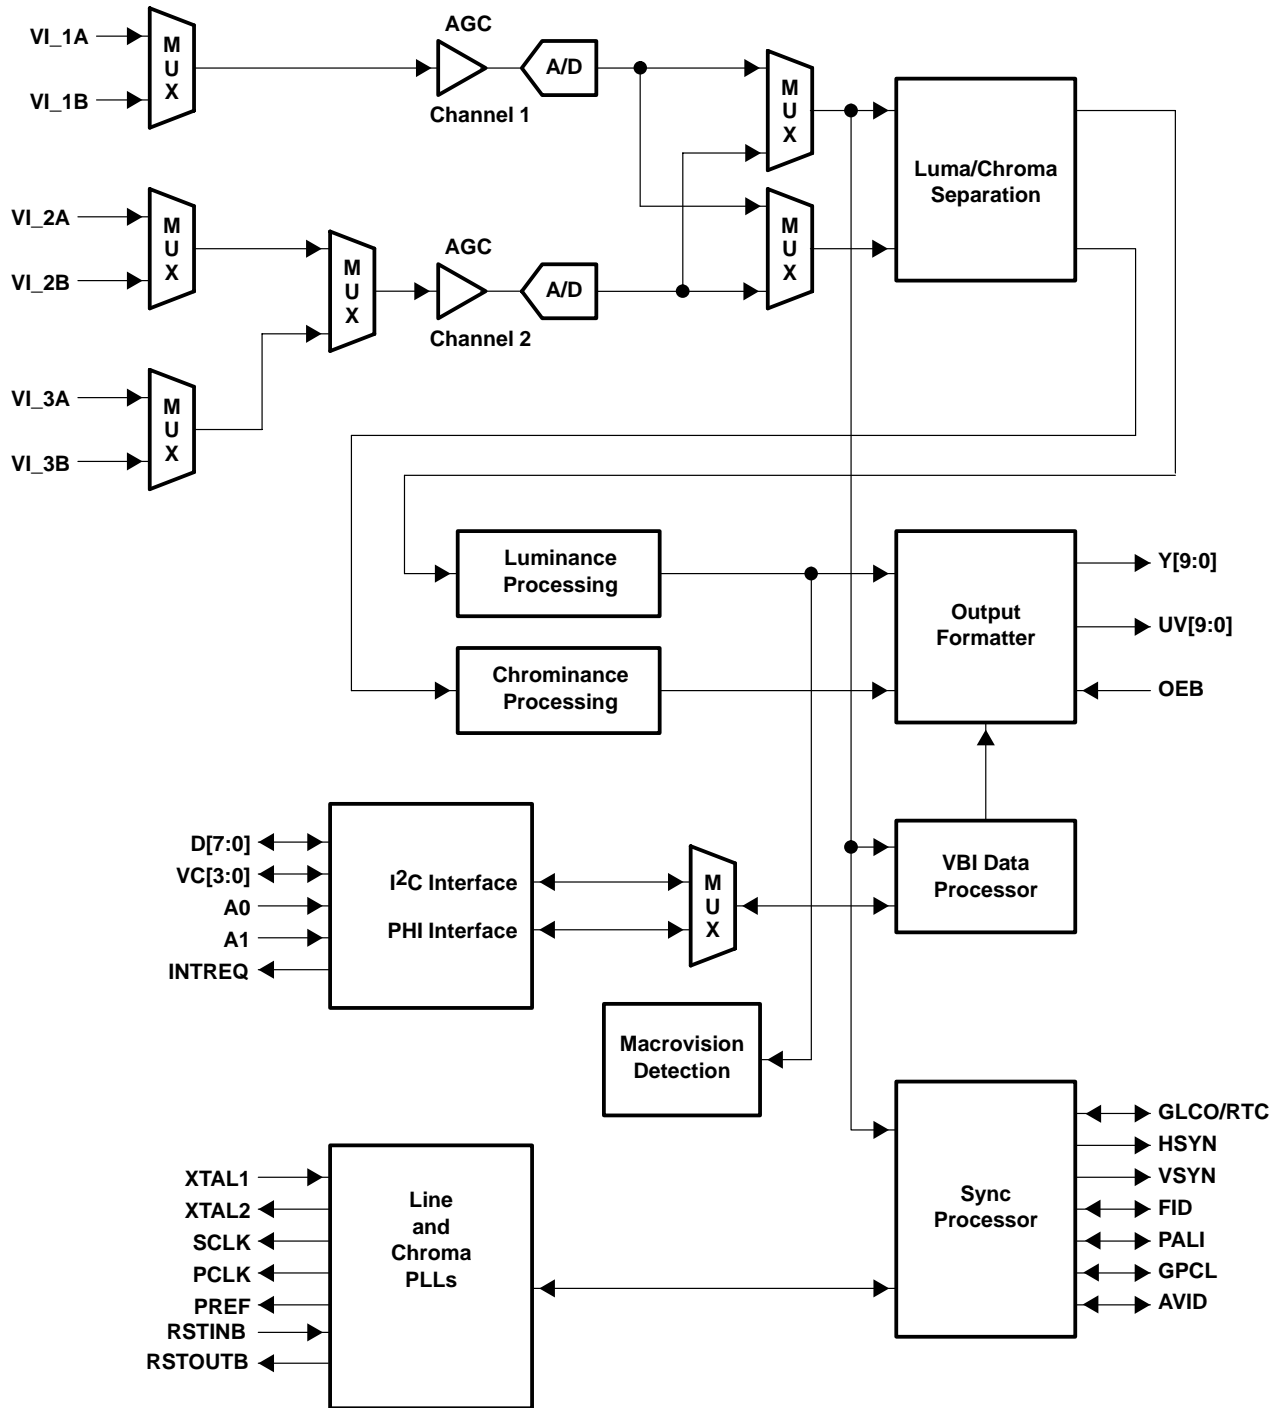 VI_1A
VI_1B
M
U
X
AGC
A/D
Channel 1
M
U
X
Luma/Chroma
Separation
VI_2A
VI_2B
M
U
X
M
U
X
AGC
A/D
Channel 2
M
U
X
VI_3A
VI_3B
M
U
X
Luminance
Processing
Chrominance
Processing
Output
Formatter
Y[9:0]
UV[9:0]
OEB
D[7:0]
VC[3:0]
A0
A1
INTREQ
I2C Interface
PHI Interface
M
U
X
VBI Data
Processor
Macrovision
Detection
XTAL1
XTAL2
SCLK
PCLK
PREF
RSTINB
RSTOUTB
Line
and
Chroma
PLLs
Sync
Processor
GLCO/RTC
HSYN
VSYN
FID
PALI
GPCL
AVID